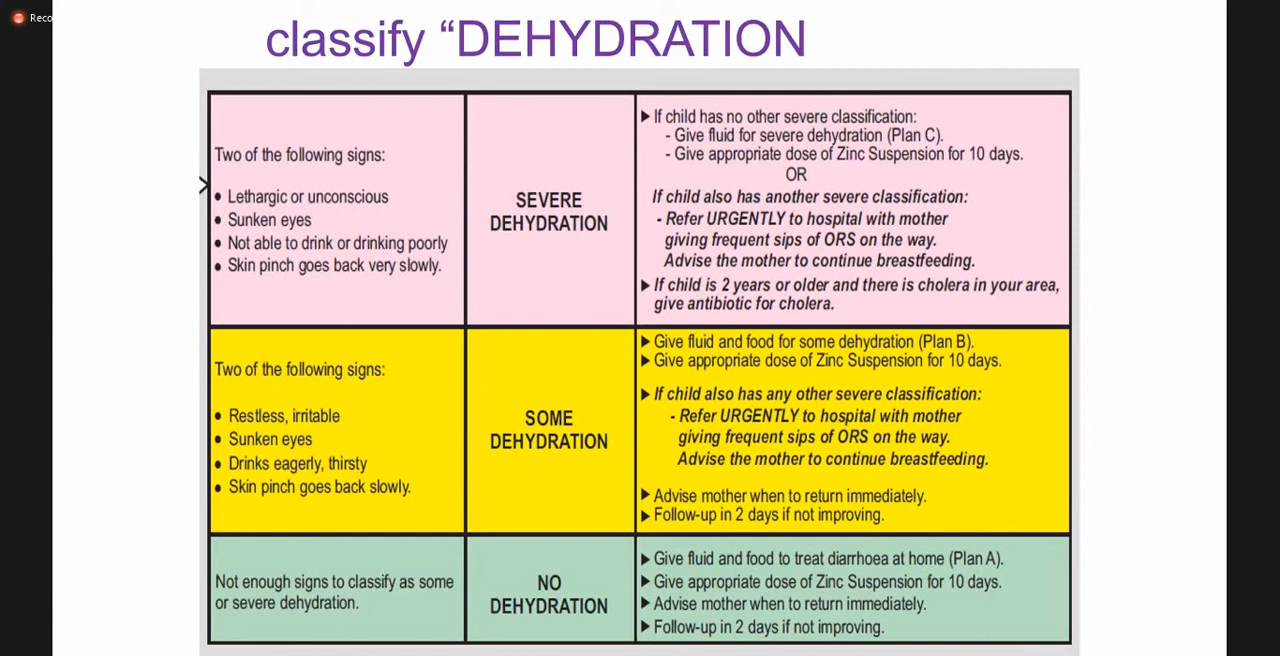 Reco
classify “DEHYDRATION
Two of the following signs:
• Lethargic or unconscious
• Sunken eyes
• Not able to drink or drinking poorly
• Skin pinch goes back very slowly.
SEVERE
DEHYDRATION
▶ If child has no other severe classification:
- Give fluid for severe dehydration (Plan C).
- Give appropriate dose of Zinc Suspension for 10 days.
OR
If child also has another severe classification:
- Refer URGENTLY to hospital with mother
giving frequent sips of ORS on the way.
Advise the mother to continue breastfeeding.
▶ If child is 2 years or older and there is cholera in your area,
give antibiotic for cholera.
Two of the following signs:
• Restless, irritable
• Sunken eyes
• Drinks eagerly, thirsty
• Skin pinch goes back slowly.
SOME
DEHYDRATION
▶ Give fluid and food for some dehydration (Plan B).
▶ Give appropriate dose of Zinc Suspension for 10 days.
▶ If child also has any other severe classification:
- Refer URGENTLY to hospital with mother
giving frequent sips of ORS on the way.
Advise the mother to continue breastfeeding.
▶ Advise mother when to return immediately.
▶ Follow-up in 2 days if not improving.
Not enough signs to classify as some
or severe dehydration.
NO
DEHYDRATION
▶ Give fluid and food to treat diarrhoea at home (Plan A).
▶ Give appropriate dose of Zinc Suspension for 10 days.
▶ Advise mother when to return immediately.
▶ Follow-up in 2 days if not improving.